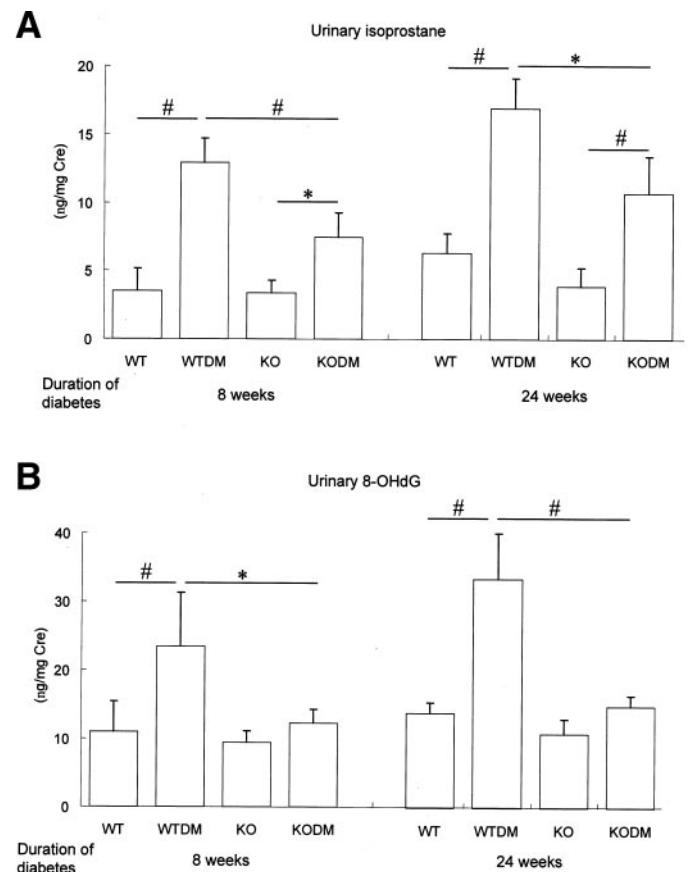 A
Urinary isoprostane
(ng/mg Cre)
20
15
10
5
0
# # * # * #
WT WTDM KO KODM WT WTDM KO KODM
Duration of
diabetes
8 weeks 24 weeks
B
Urinary 8-OHdG
(ng/mg Cre)
40
30
20
10
0
# * # #
WT WTDM KO KODM WT WTDM KO KODM
Duration of
diabetes
8 weeks 24 weeks